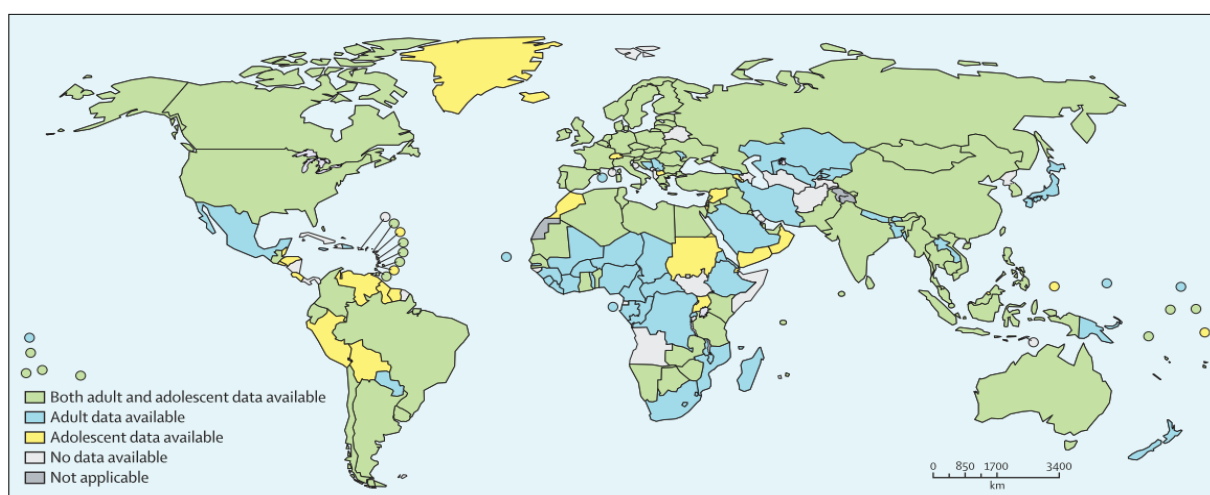 Both adult and adolescent data available
Adult data available
Adolescent data available
No data available
Not applicable
0 850 1700 3400
km